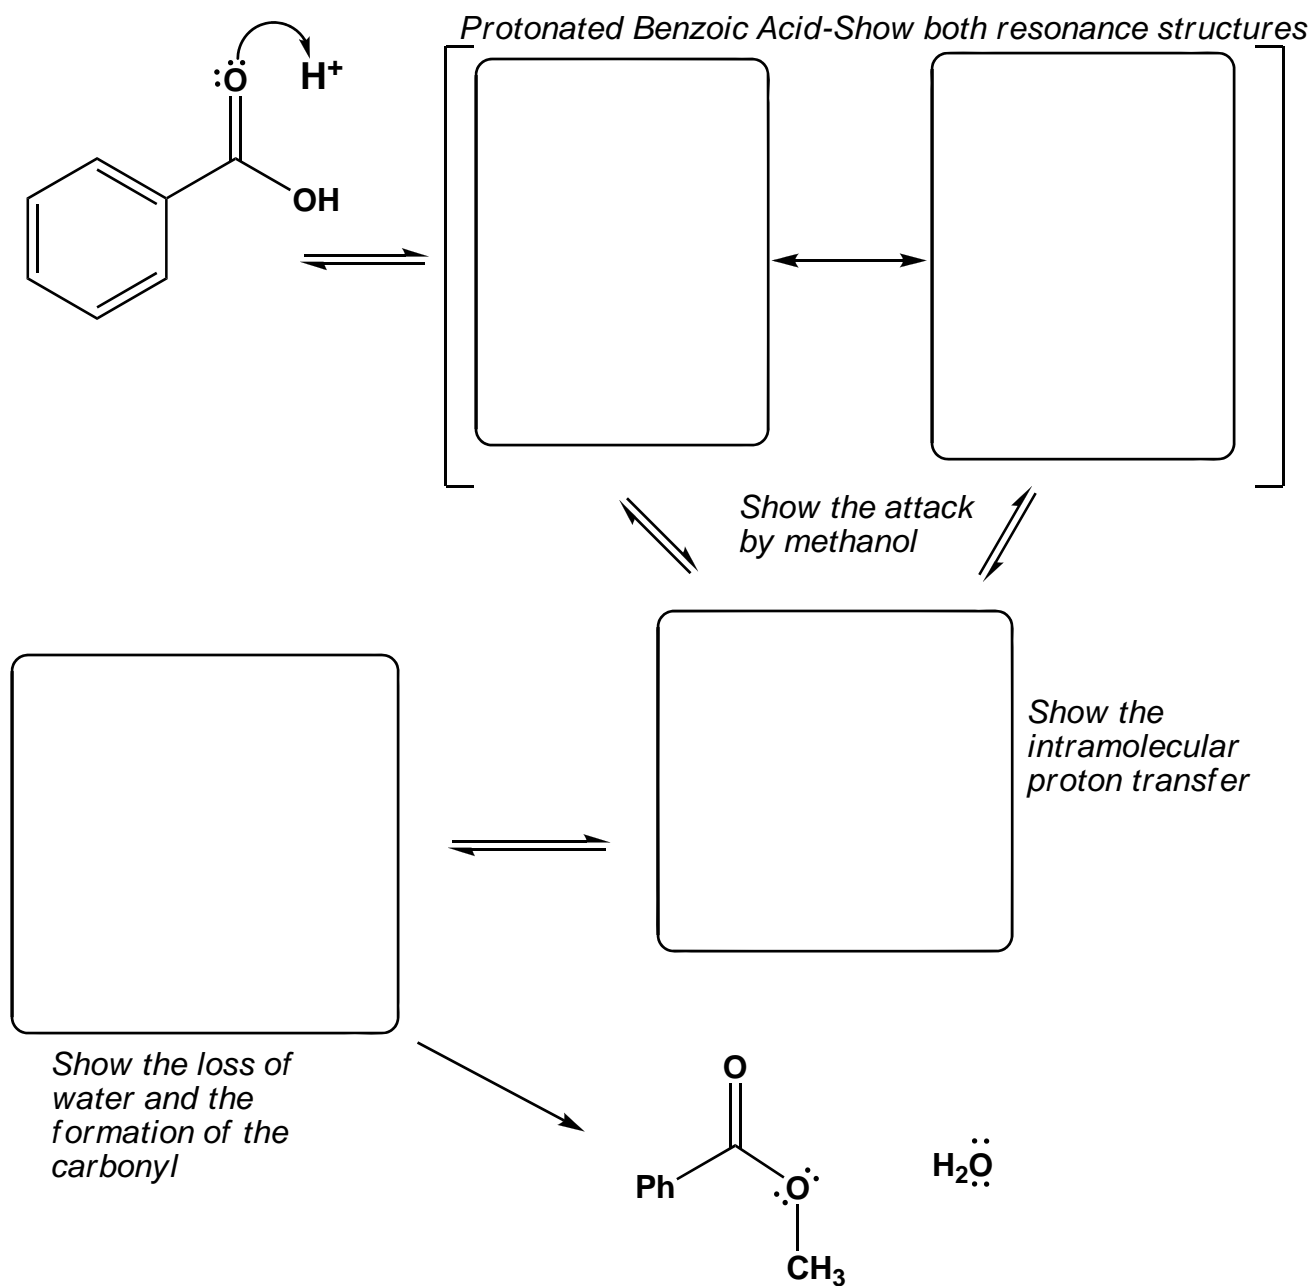 Protonated Benzoic Acid-Show both resonance structures
:O
H+
OH
Show the attack
by methanol
Show the
intramolecular
proton transfer
Show the loss of
water and the
formation of the
carbonyl
O
Ph
O
CH3
H2O